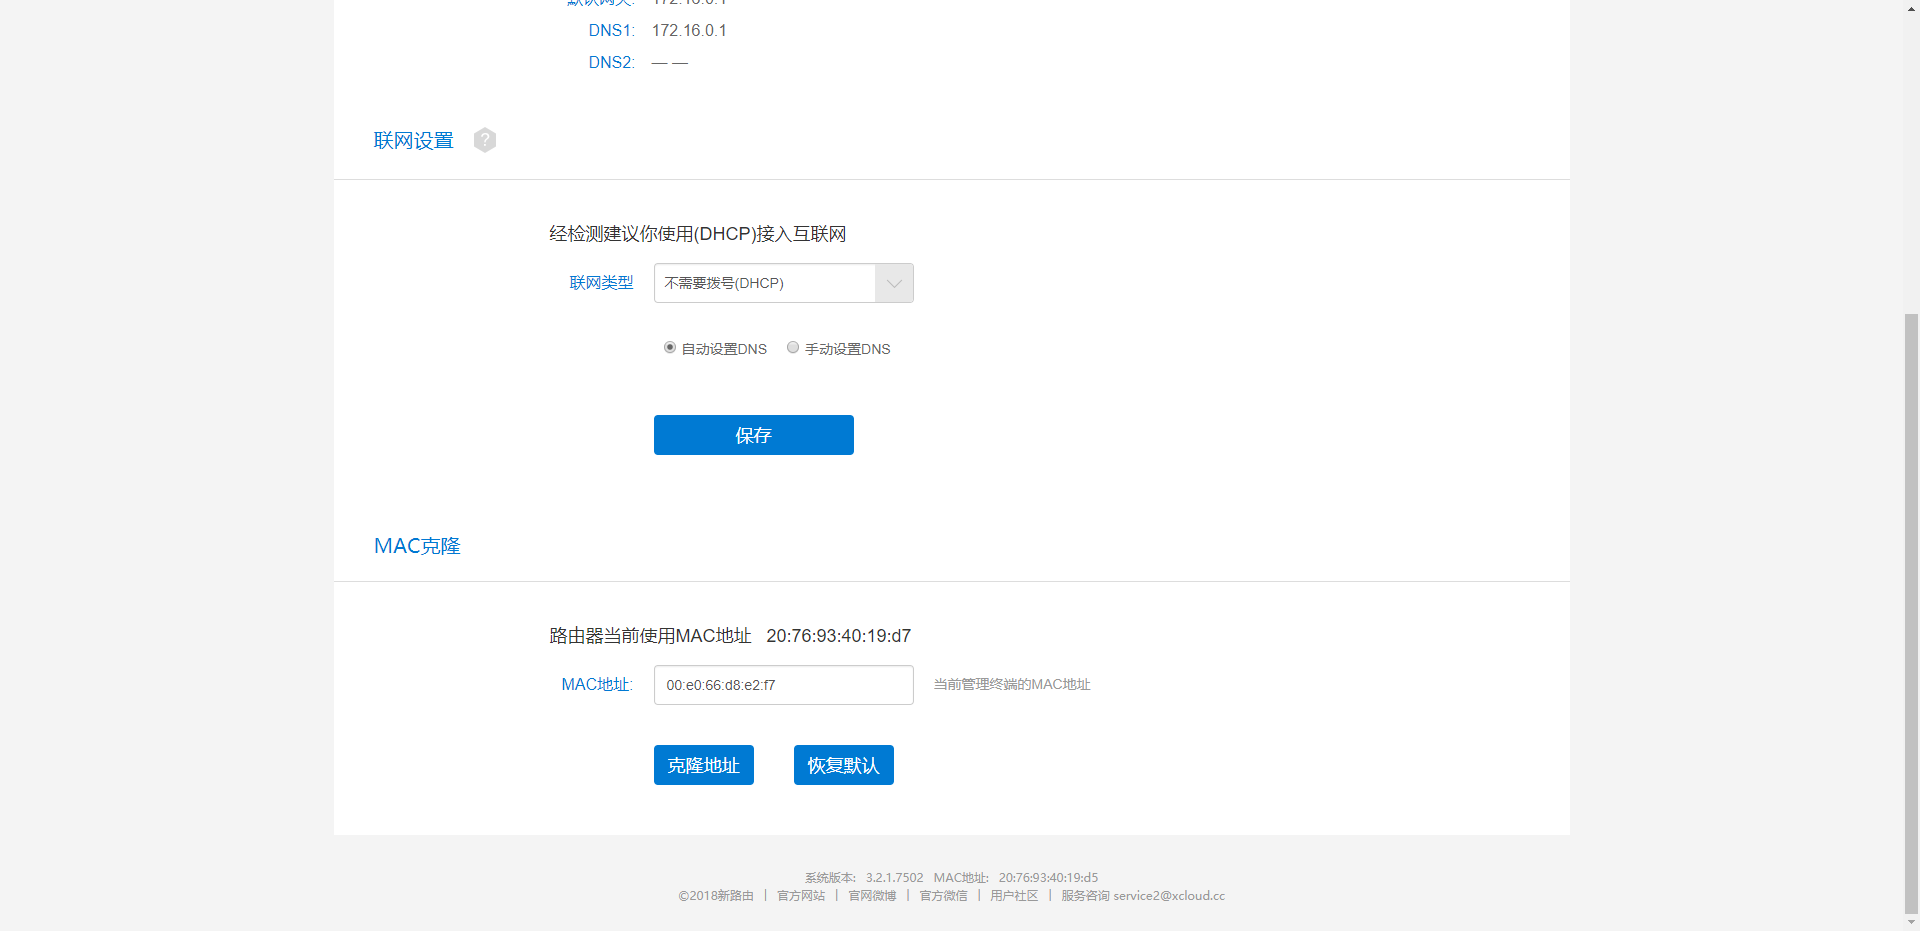 默认网关: 172.16.0.1
DNS1: 172.16.0.1
DNS2: — —
联网设置 ?
经检测建议你使用(DHCP)接入互联网
联网类型 不需要拨号(DHCP)
自动设置DNS 手动设置DNS
保存
MAC克隆
路由器当前使用MAC地址 20:76:93:40:19:d7
MAC地址: 00:e0:66:d8:e2:f7 当前管理终端的MAC地址
克隆地址 恢复默认
系统版本: 3.2.1.7502 MAC地址: 20:76:93:40:19:d5
©2018新路由 | 官方网站 | 官网微博 | 官方微信 | 用户社区 | 服务咨询 service2@xcloud.cc